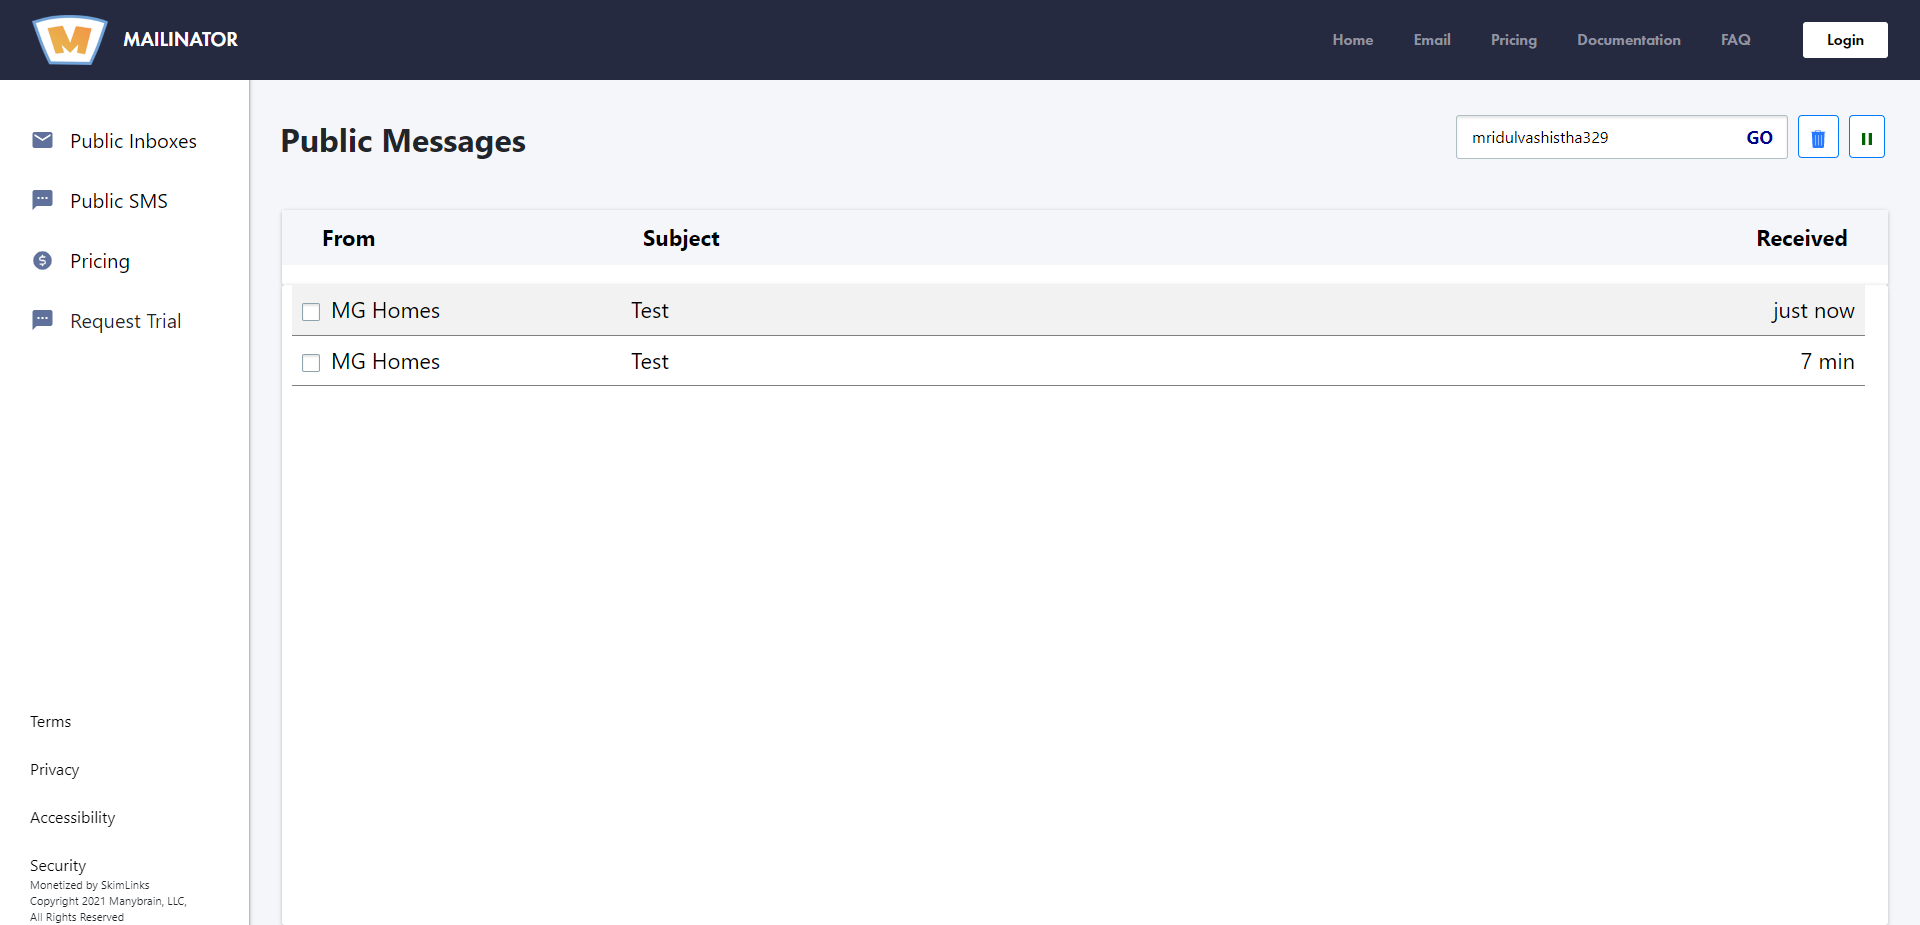 M MAILINATOR
Home Email Pricing Documentation FAQ Login
Public Inboxes
Public SMS
$ Pricing
Request Trial
Public Messages
mridulvashistha329 GO
From Subject Received
MG Homes Test just now
MG Homes Test 7 min
Terms
Privacy
Accessibility
Security
Monetized by SkimLinks
Copyright 2021 Manybrain, LLC,
All Rights Reserved